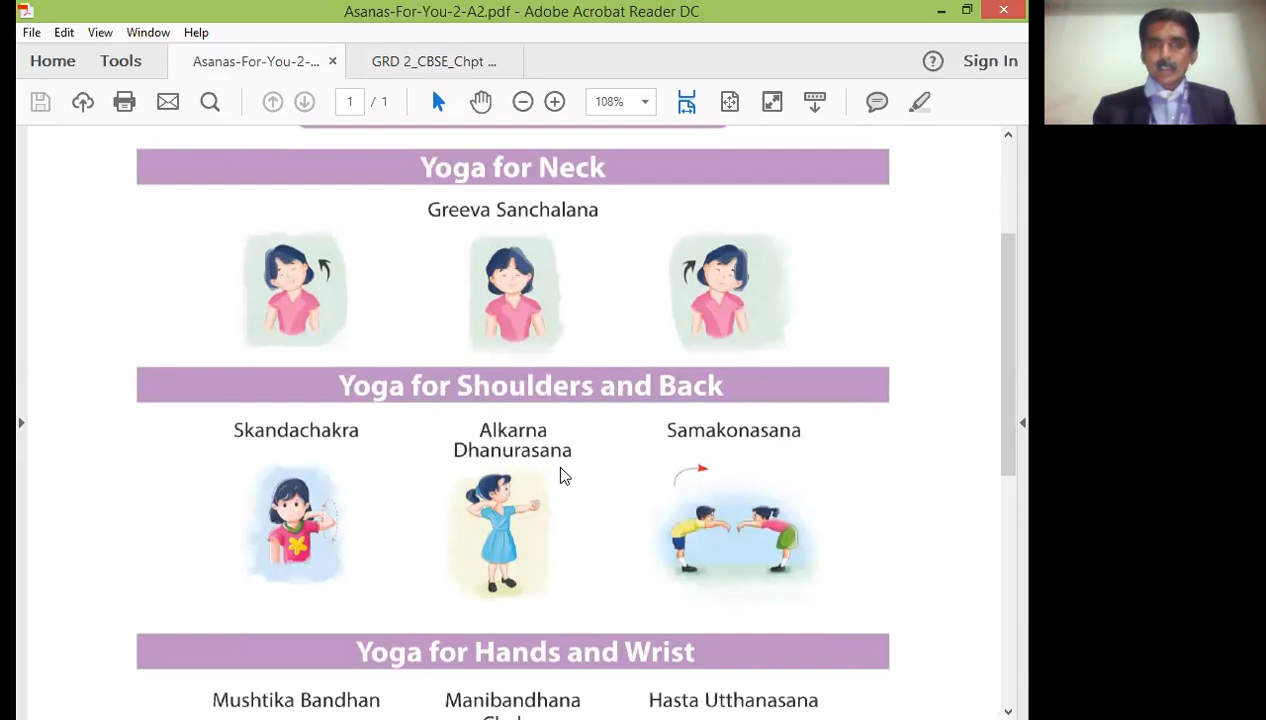 Asanas-For-You-2-A2.pdf - Adobe Acrobat Reader DC
File Edit View Window Help
Home Tools Asanas-For-You-2-... × GRD 2_CBSE_Chpt ... Sign In
1 / 1 108%
Yoga for Neck
Greeva Sanchalana
Yoga for Shoulders and Back
Skandachakra
Alkarna
Dhanurasana
Samakonasana
Yoga for Hands and Wrist
Mushtika Bandhan
Manibandhana
Hasta Utthanasana